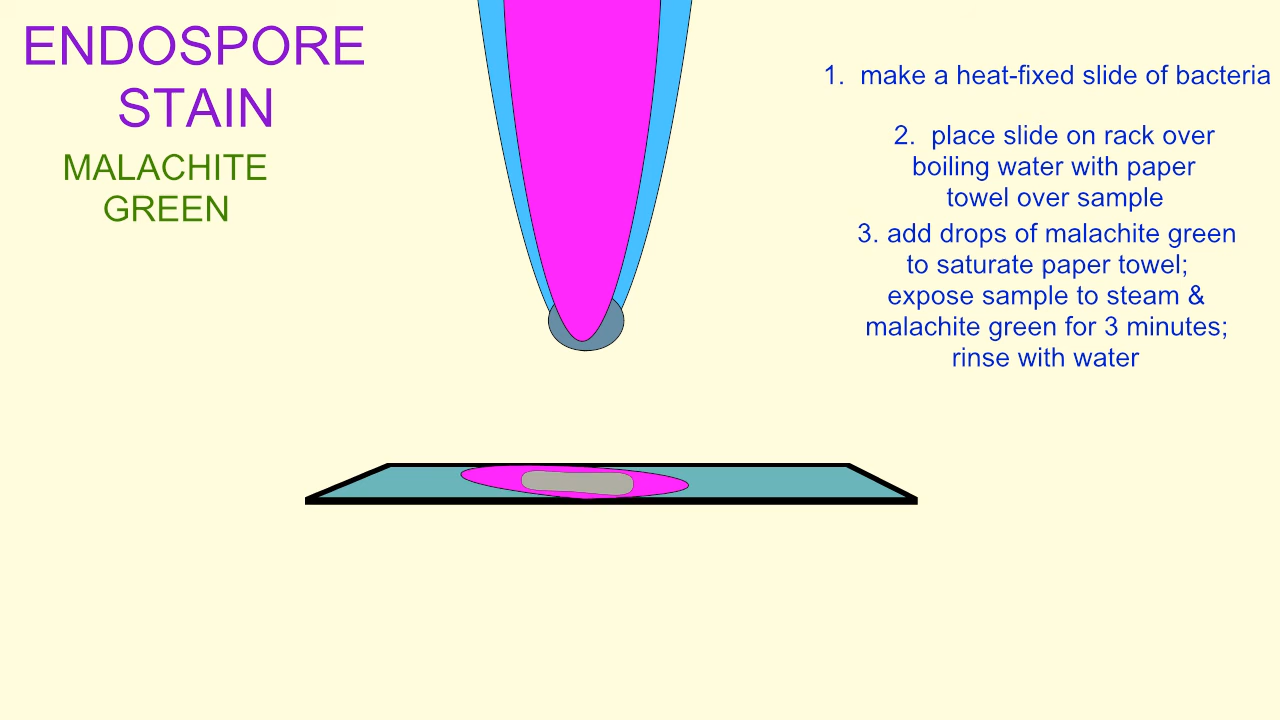 ENDOSPORE
STAIN
MALACHITE
GREEN
1. make a heat-fixed slide of bacteria
2. place slide on rack over
boiling water with paper
towel over sample
3. add drops of malachite green
to saturate paper towel;
expose sample to steam &
malachite green for 3 minutes;
rinse with water